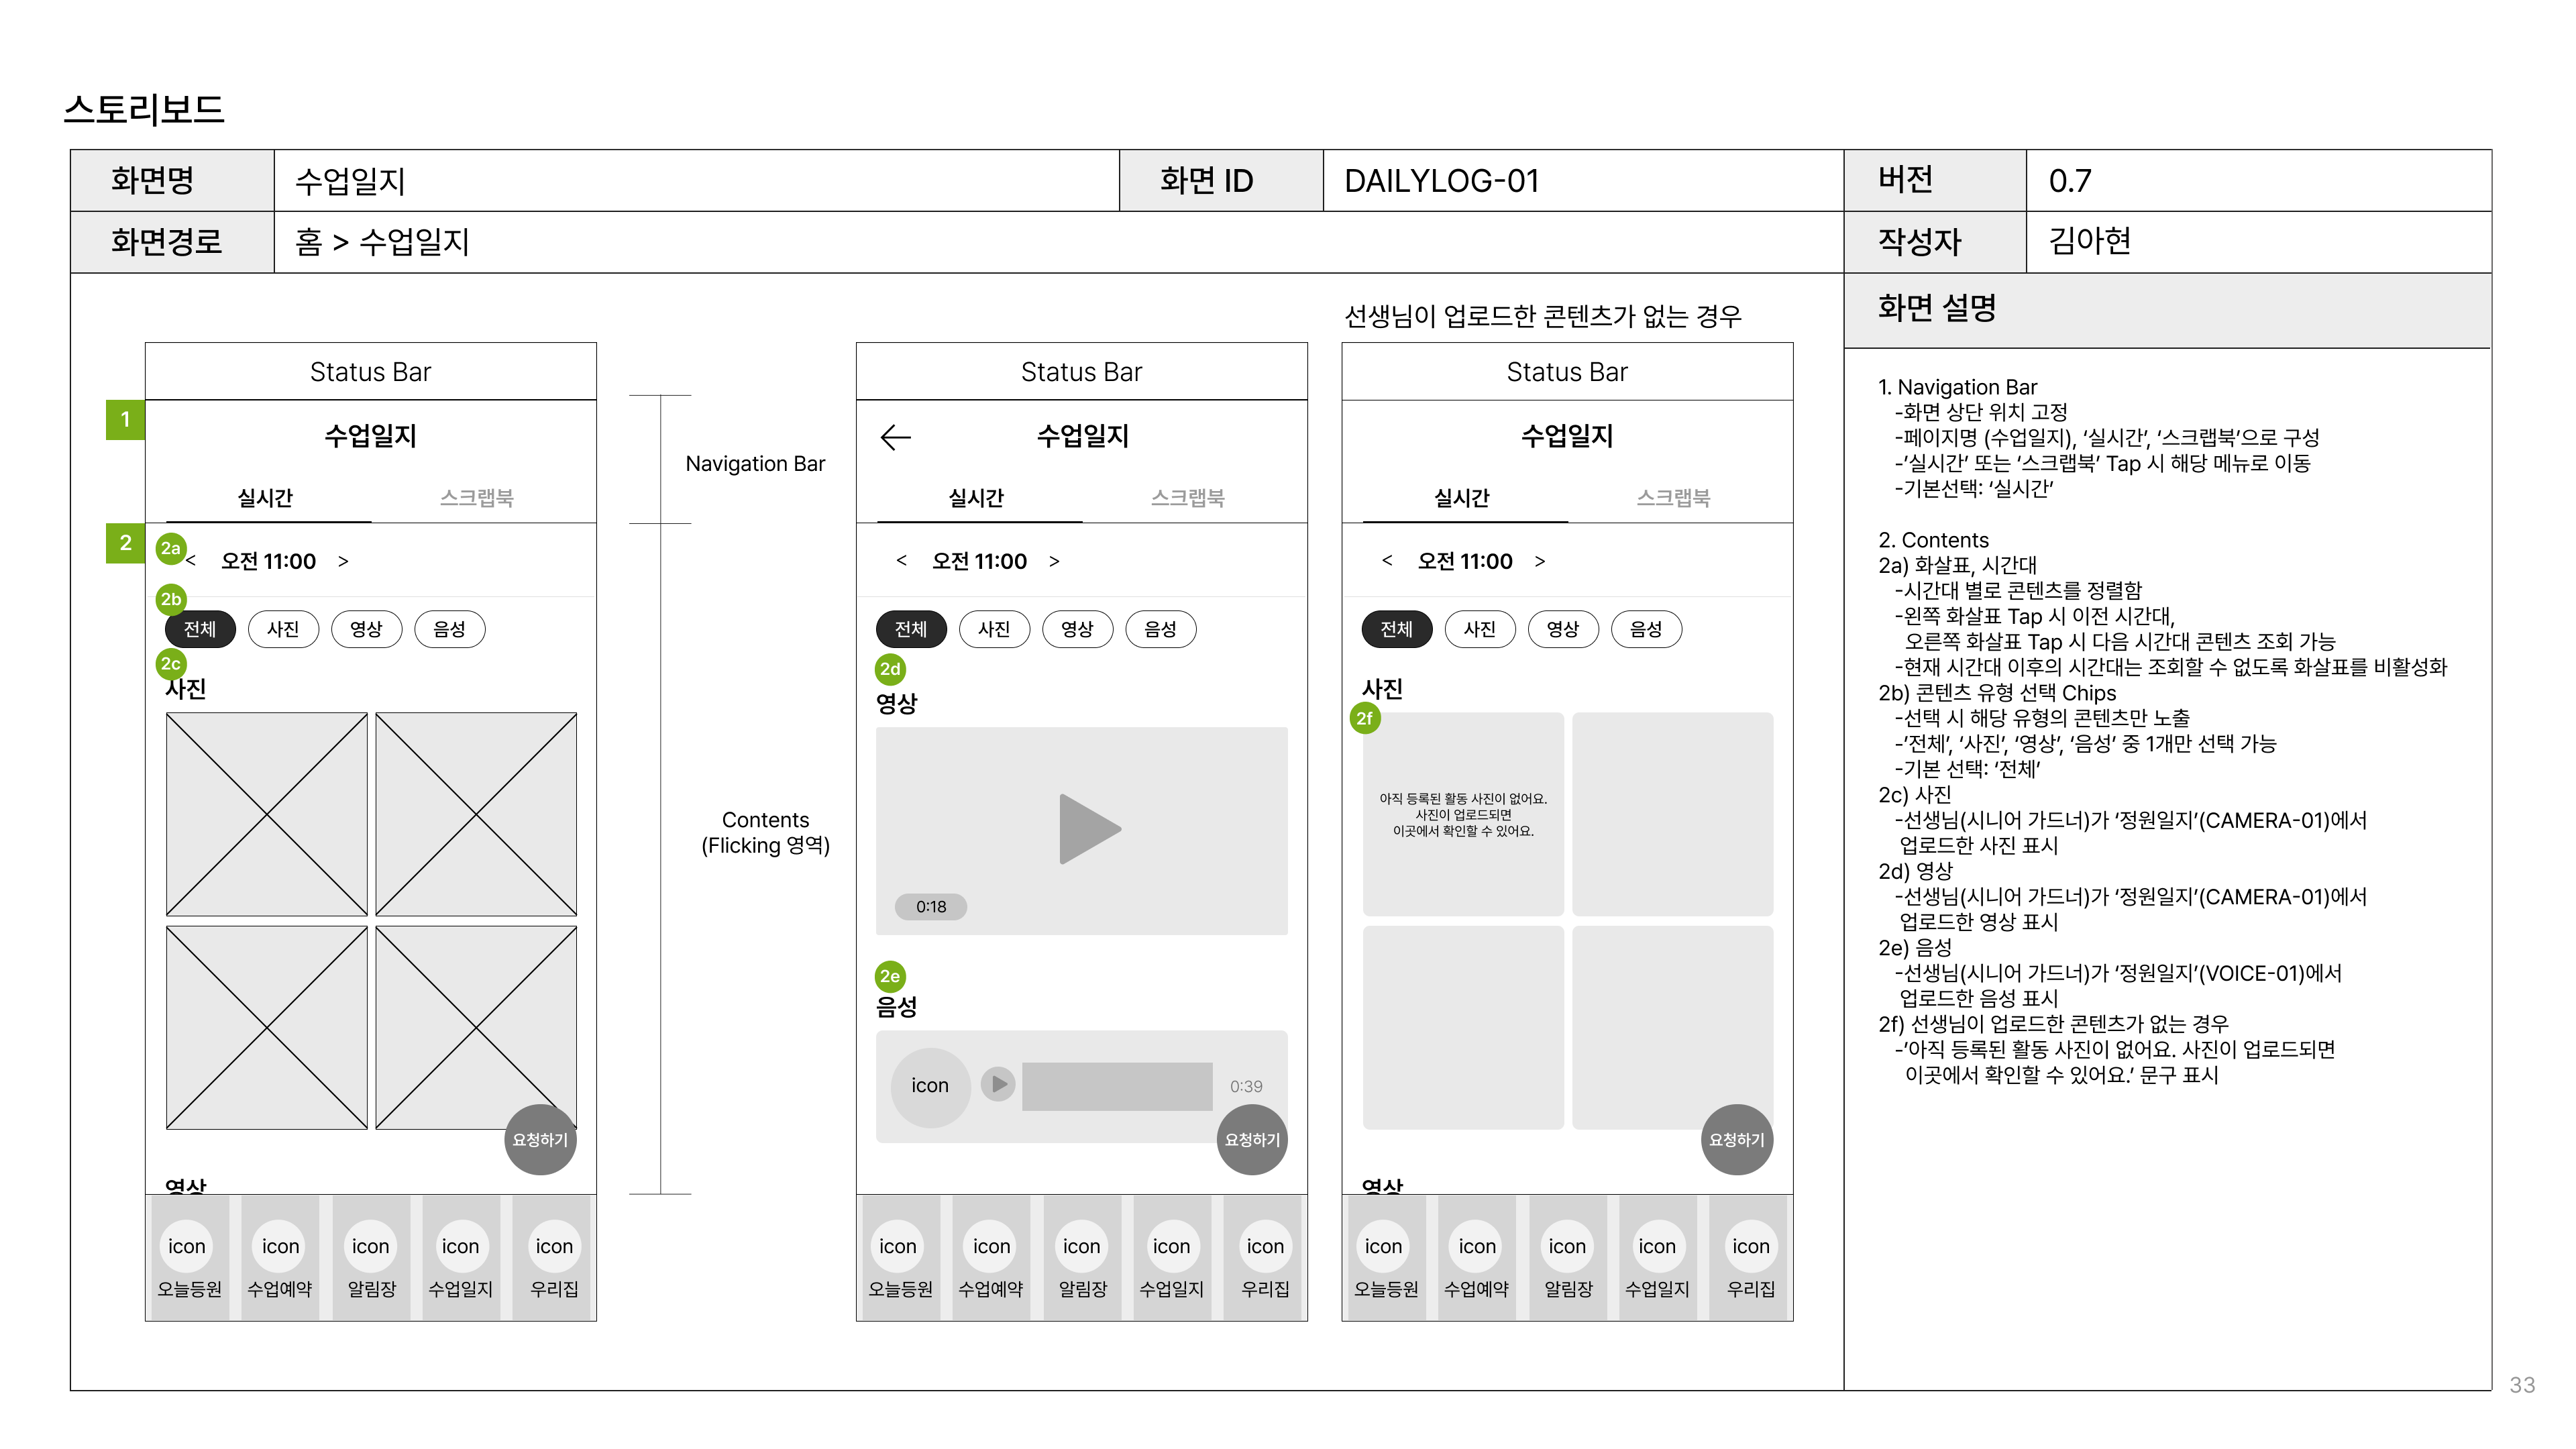 스토리보드
화면명 수업일지 화면 ID DAILYLOG-01 버전 0.7
화면경로 홈 > 수업일지 작성자 김아현
Status Bar
1
수업일지
실시간 스크랩북
2
2a
< 오전 11:00 >
2b
전체 사진 영상 음성
2c
사진
요청하기
영상
icon icon icon icon icon
오늘등원 수업예약 알림장 수업일지 우리집
Navigation Bar
Contents
(Flicking 영역)
Status Bar
수업일지
실시간 스크랩북
< 오전 11:00 >
전체 사진 영상 음성
2d
영상
0:18
2e
음성
icon 0:39
요청하기
icon icon icon icon icon
오늘등원 수업예약 알림장 수업일지 우리집
선생님이 업로드한 콘텐츠가 없는 경우
Status Bar
수업일지
실시간 스크랩북
< 오전 11:00 >
전체 사진 영상 음성
사진
2f
아직 등록된 활동 사진이 없어요.
사진이 업로드되면
이곳에서 확인할 수 있어요.
요청하기
영상
icon icon icon icon icon
오늘등원 수업예약 알림장 수업일지 우리집
화면 설명
1. Navigation Bar
-화면 상단 위치 고정
-페이지명 (수업일지), ‘실시간’, ‘스크랩북’으로 구성
-’실시간’ 또는 ‘스크랩북’ Tap 시 해당 메뉴로 이동
-기본선택: ‘실시간’
2. Contents
2a) 화살표, 시간대
-시간대 별로 콘텐츠를 정렬함
-왼쪽 화살표 Tap 시 이전 시간대,
오른쪽 화살표 Tap 시 다음 시간대 콘텐츠 조회 가능
-현재 시간대 이후의 시간대는 조회할 수 없도록 화살표를 비활성화
2b) 콘텐츠 유형 선택 Chips
-선택 시 해당 유형의 콘텐츠만 노출
-’전체’, ‘사진’, ‘영상’, ‘음성’ 중 1개만 선택 가능
-기본 선택: ‘전체’
2c) 사진
-선생님(시니어 가드너)가 ‘정원일지’(CAMERA-01)에서
업로드한 사진 표시
2d) 영상
-선생님(시니어 가드너)가 ‘정원일지’(CAMERA-01)에서
업로드한 영상 표시
2e) 음성
-선생님(시니어 가드너)가 ‘정원일지’(VOICE-01)에서
업로드한 음성 표시
2f) 선생님이 업로드한 콘텐츠가 없는 경우
-’아직 등록된 활동 사진이 없어요. 사진이 업로드되면
이곳에서 확인할 수 있어요.’ 문구 표시
33